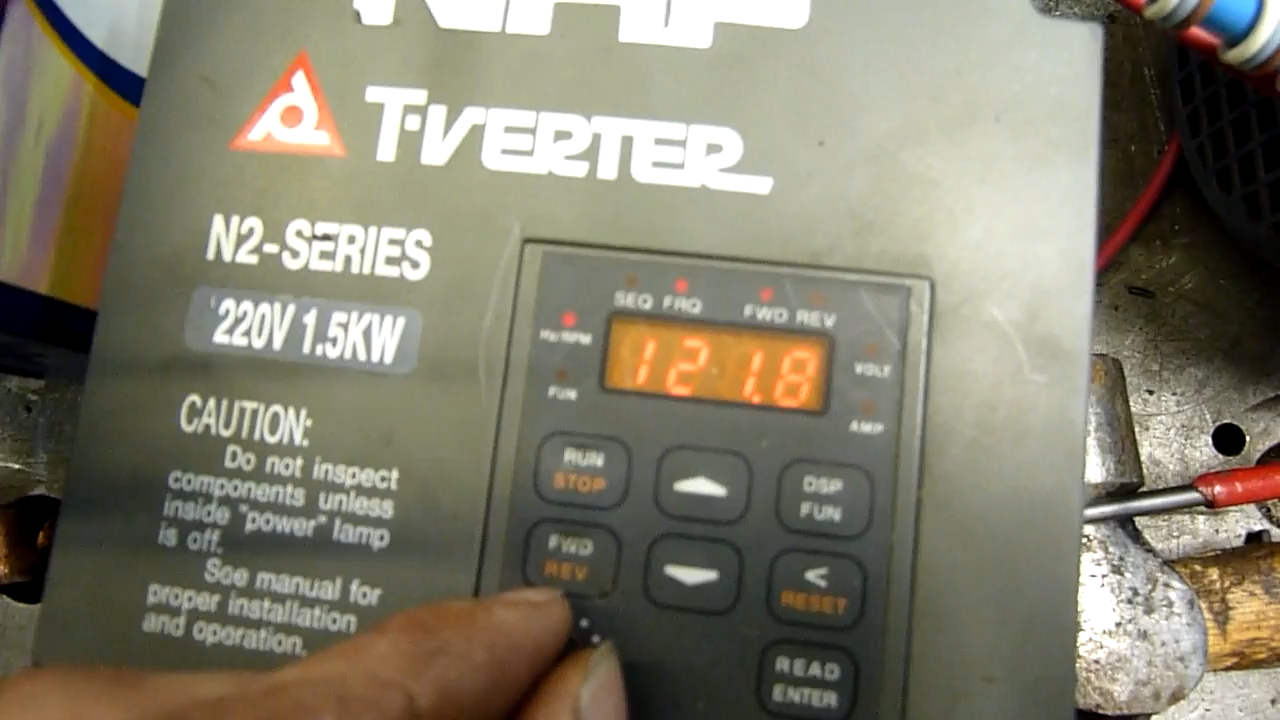 T-VERTER
N2-SERIES
220V 1.5KW
CAUTION:
Do not inspect
components unless
inside "power" lamp
is off.
See manual for
proper installation
and operation.
SEQ FRQ FWD REV
Hz/RPM
121.8
VOLT
FUN
AMP
RUN
STOP
DSP
FUN
FWD
REV
<
RESET
READ
ENTER